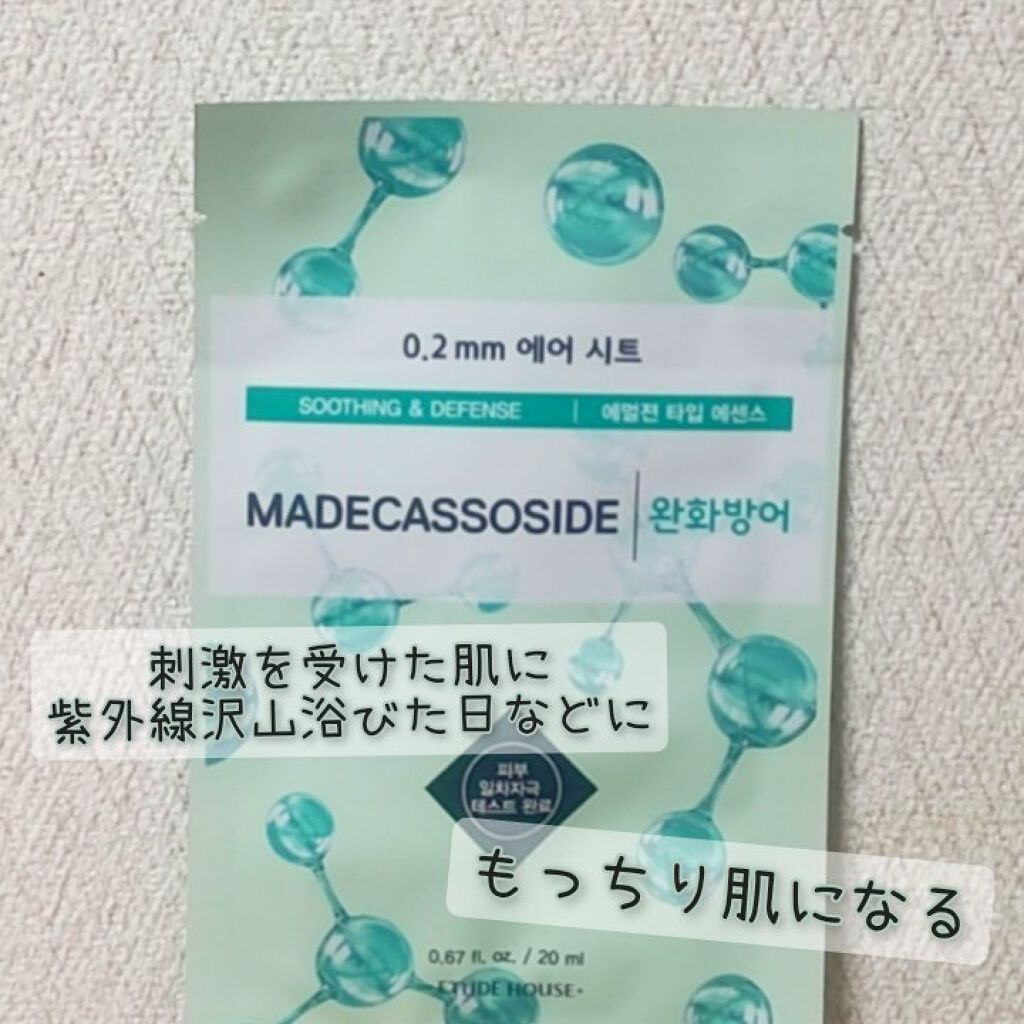 0.2mm 에어 시트
SOOTHING & DEFENSE | 에멀젼 타입 에센스
MADECASSOSIDE | 완화방어
刺激を受けた肌に
紫外線沢山浴びた日などに
피부
일차자극
테스트 완료
もっちり肌になる
0.67 fl. oz. / 20 ml
·ETUDE HOUSE·